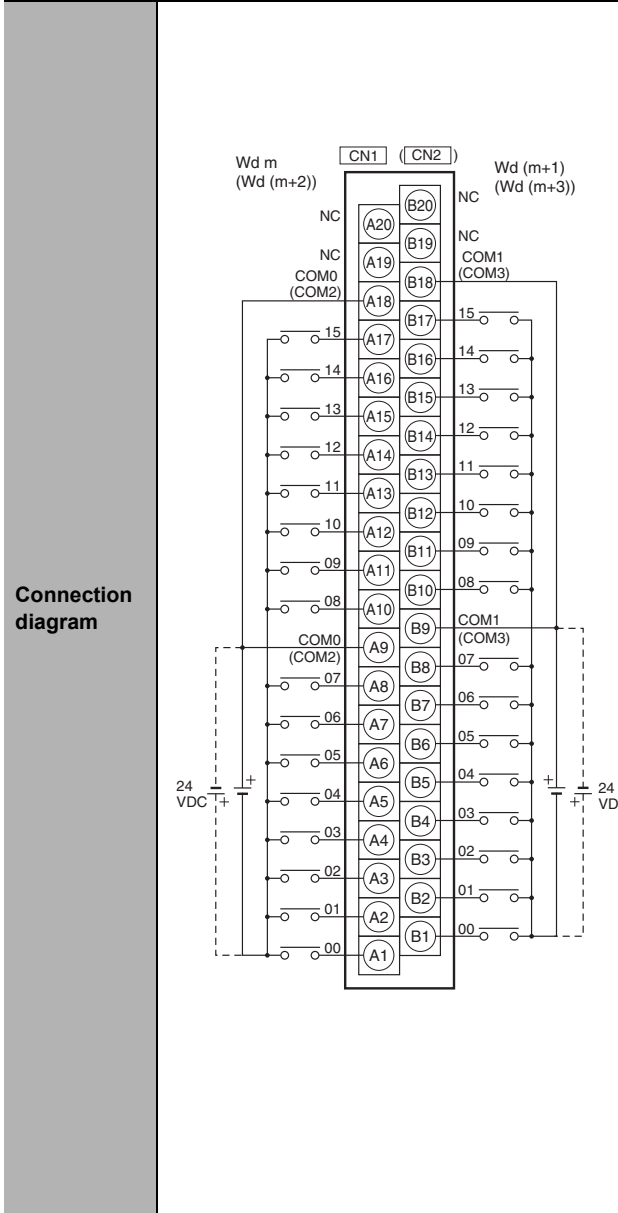 Connection
diagram
CN1 (CN2)
Wd m
(Wd (m+2))
Wd (m+1)
(Wd (m+3))
B20 NC
NC A20
B19 NC
NC A19
COM0
(COM2) A18
B18 COM1
(COM3)
B17 15
15 A17
B16 14
14 A16
B15 13
13 A15
B14 12
12 A14
B13 11
11 A13
B12 10
10 A12
B11 09
09 A11
B10 08
08 A10
B9 COM1
(COM3)
COM0
(COM2) A9
B8 07
07 A8
B7 06
06 A7
B6 05
05 A6
B5 04
04 A5
B4 03
03 A4
B3 02
02 A3
B2 01
01 A2
B1 00
00 A1
24
VDC + +
+ + 24
VD